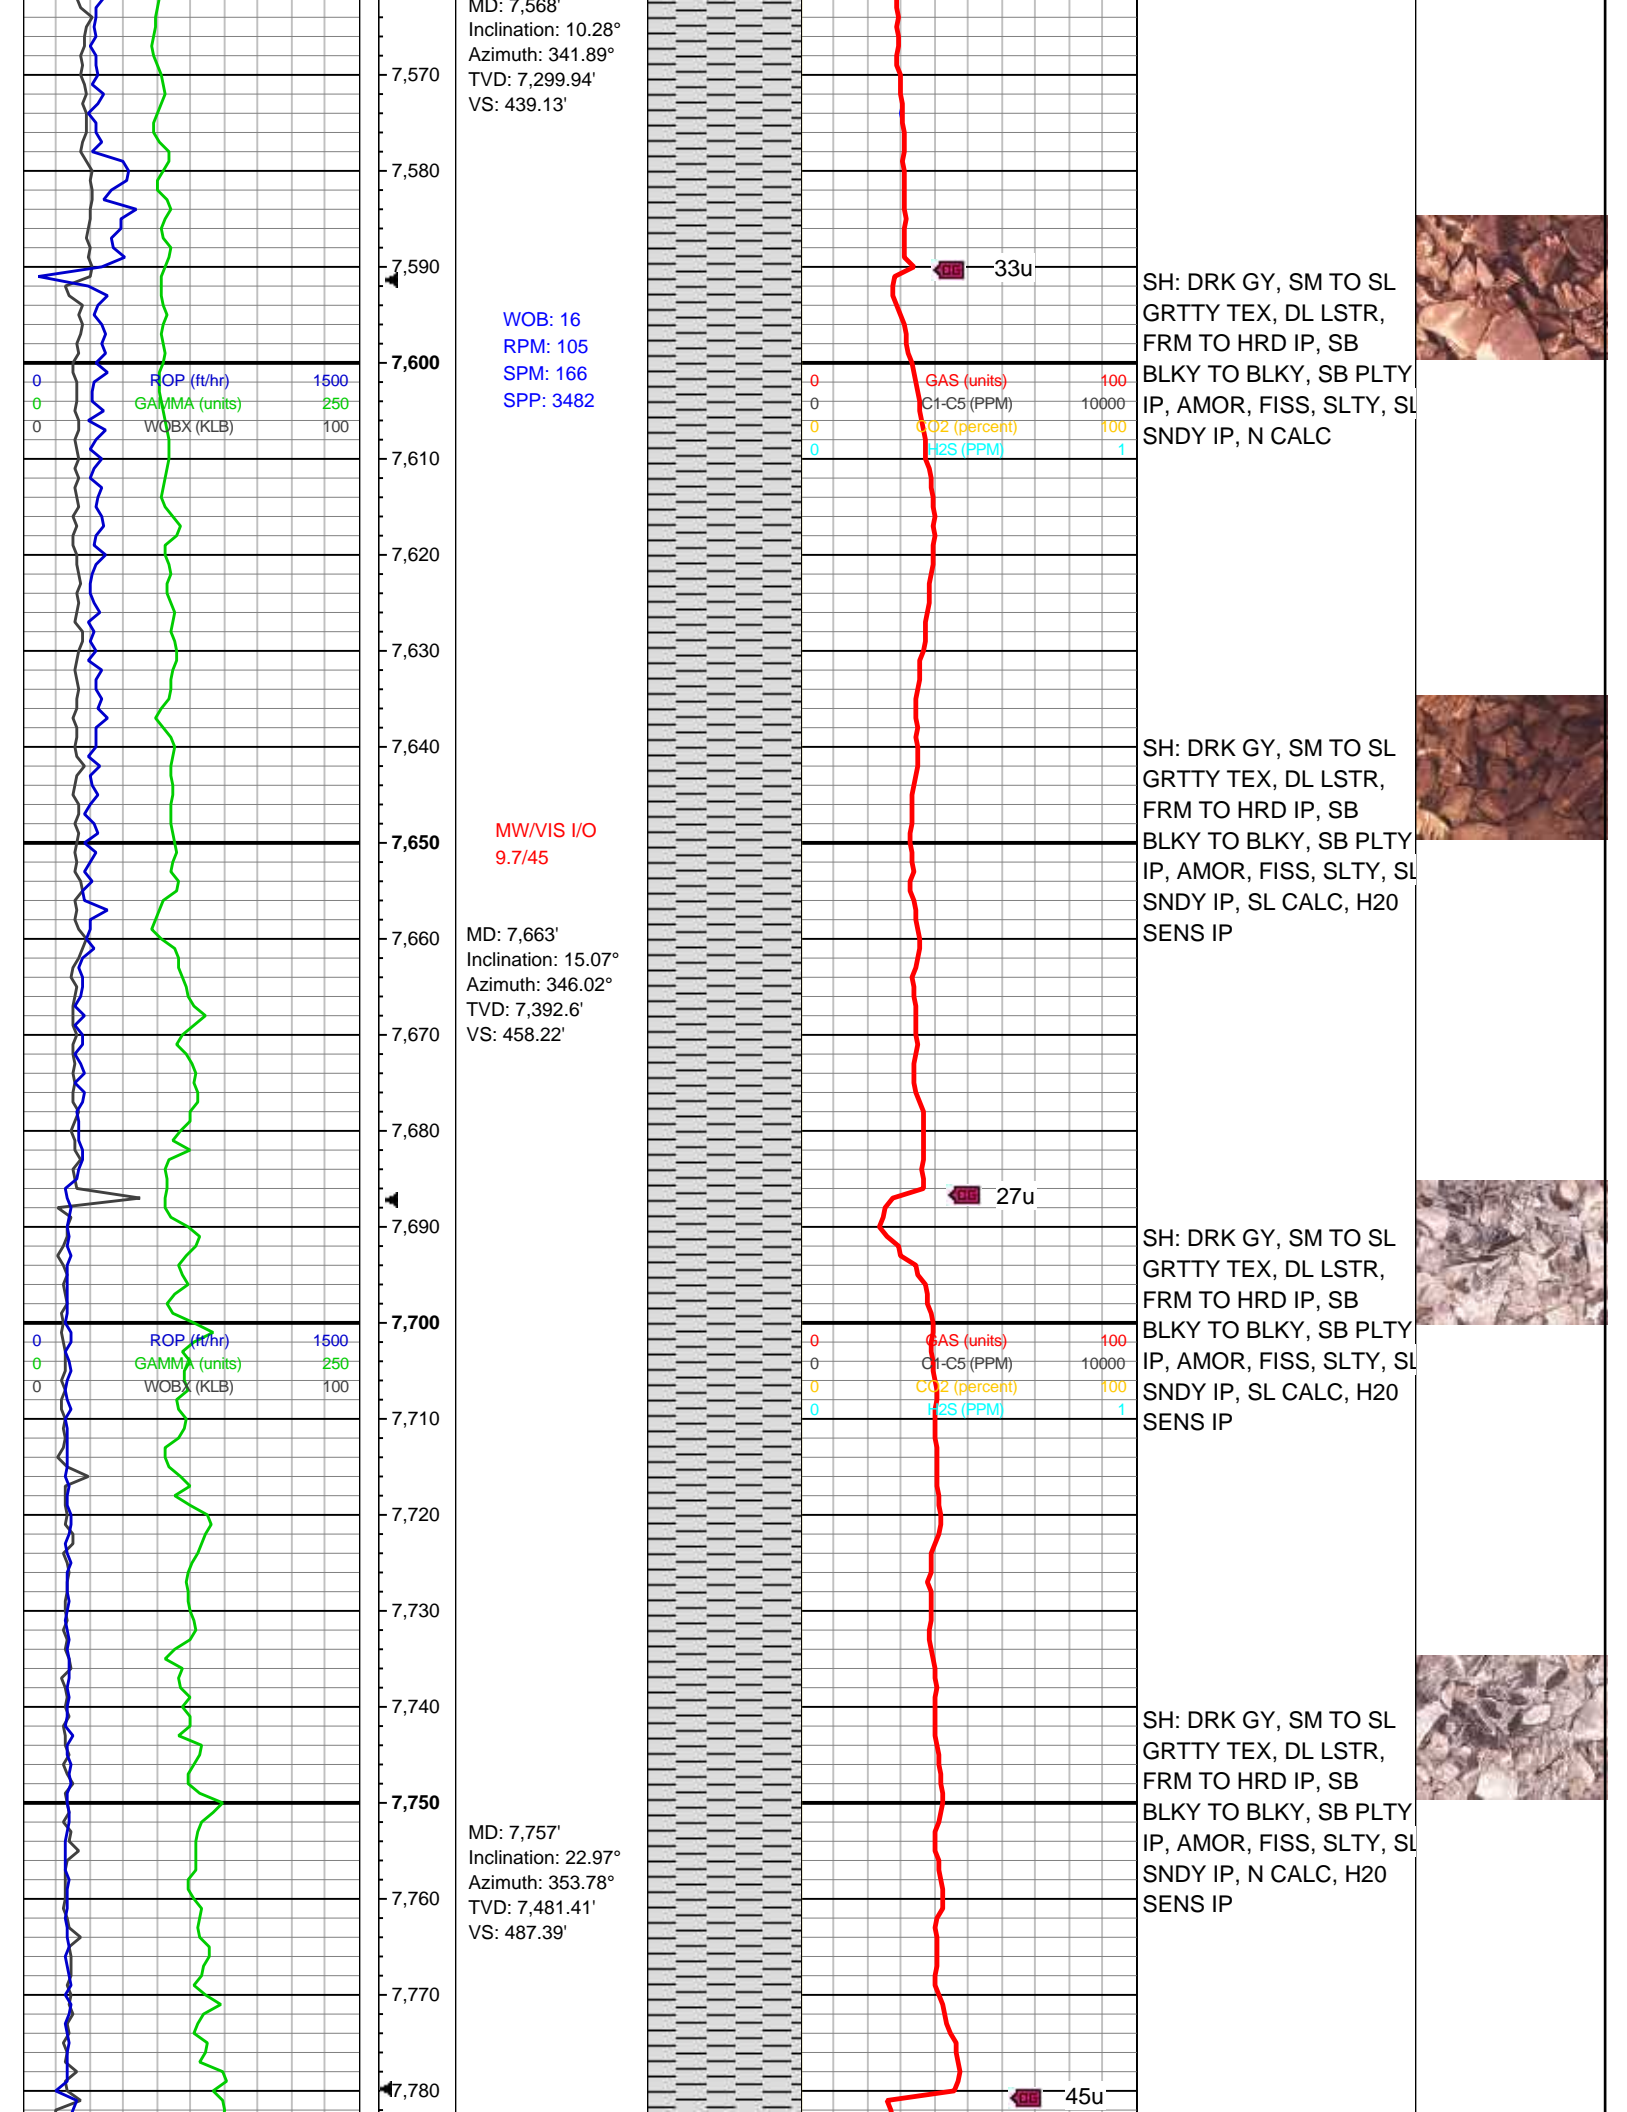 MD: 7,568'
Inclination: 10.28°
Azimuth: 341.89°
TVD: 7,299.94'
VS: 439.13'
7,570
7,580
7,590
CG 33u
SH: DRK GY, SM TO SL
GRTTY TEX, DL LSTR,
FRM TO HRD IP, SB
BLKY TO BLKY, SB PLTY
IP, AMOR, FISS, SLTY, SL
SNDY IP, N CALC
WOB: 16
RPM: 105
SPM: 166
SPP: 3482
7,600
0 ROP (ft/hr) 1500
0 GAMMA (units) 250
0 WOBX (KLB) 100
0 GAS (units) 100
0 C1-C5 (PPM) 10000
0 CO2 (percent) 100
0 H2S (PPM) 1
7,610
7,620
7,630
7,640
SH: DRK GY, SM TO SL
GRTTY TEX, DL LSTR,
FRM TO HRD IP, SB
BLKY TO BLKY, SB PLTY
IP, AMOR, FISS, SLTY, SL
SNDY IP, SL CALC, H20
SENS IP
MW/VIS I/O
9.7/45
7,650
7,660
MD: 7,663'
Inclination: 15.07°
Azimuth: 346.02°
TVD: 7,392.6'
VS: 458.22'
7,670
7,680
CG 27u
7,690
SH: DRK GY, SM TO SL
GRTTY TEX, DL LSTR,
FRM TO HRD IP, SB
BLKY TO BLKY, SB PLTY
IP, AMOR, FISS, SLTY, SL
SNDY IP, SL CALC, H20
SENS IP
7,700
0 ROP (ft/hr) 1500
0 GAMMA (units) 250
0 WOBX (KLB) 100
0 GAS (units) 100
0 C1-C5 (PPM) 10000
0 CO2 (percent) 100
0 H2S (PPM) 1
7,710
7,720
7,730
7,740
SH: DRK GY, SM TO SL
GRTTY TEX, DL LSTR,
FRM TO HRD IP, SB
BLKY TO BLKY, SB PLTY
IP, AMOR, FISS, SLTY, SL
SNDY IP, N CALC, H20
SENS IP
7,750
MD: 7,757'
Inclination: 22.97°
Azimuth: 353.78°
TVD: 7,481.41'
VS: 487.39'
7,760
7,770
7,780
CG 45u